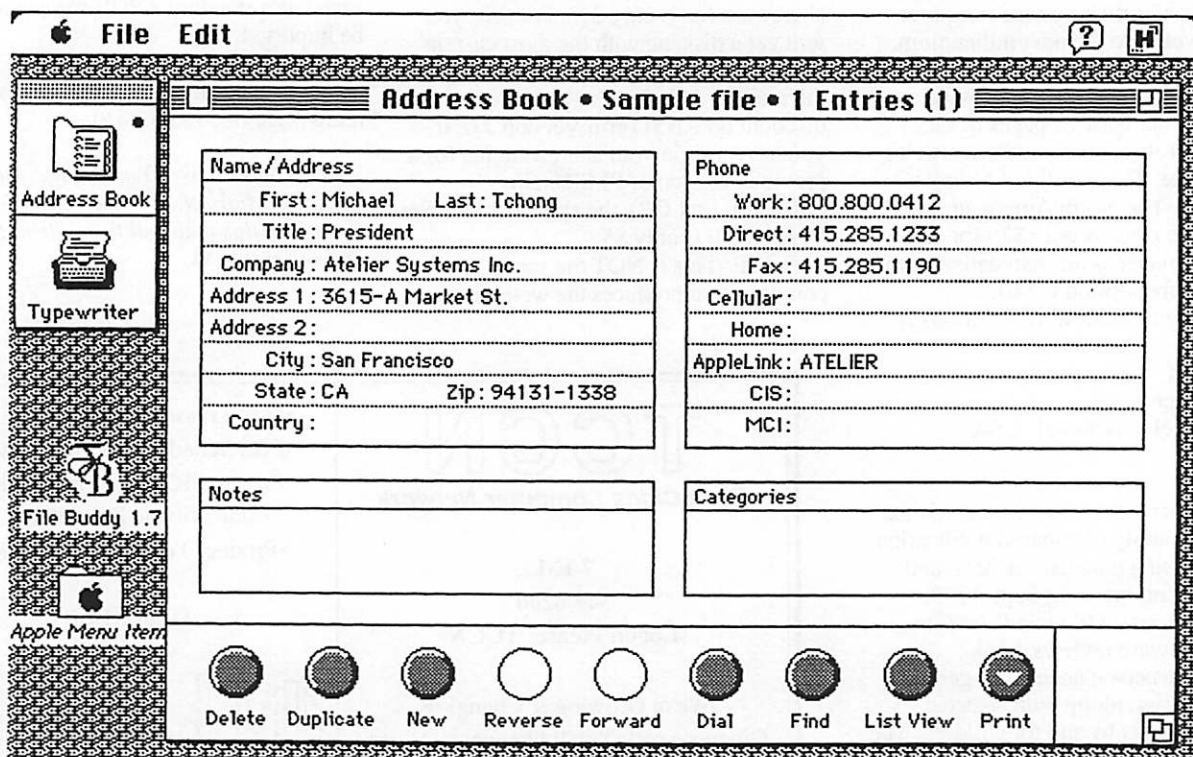 File Edit
Address Book • Sample file • 1 Entries (1)
Address Book
Typewriter
File Buddy 1.7
Apple Menu Item
Name/Address
First: Michael Last: Tchong
Title: President
Company: Atelier Systems Inc.
Address 1: 3615-A Market St.
Address 2:
City: San Francisco
State: CA Zip: 94131-1338
Country:
Phone
Work: 800.800.0412
Direct: 415.285.1233
Fax: 415.285.1190
Cellular:
Home:
AppleLink: ATELIER
CIS:
MCI:
Notes
Categories
Delete Duplicate New Reverse Forward Dial Find List View Print